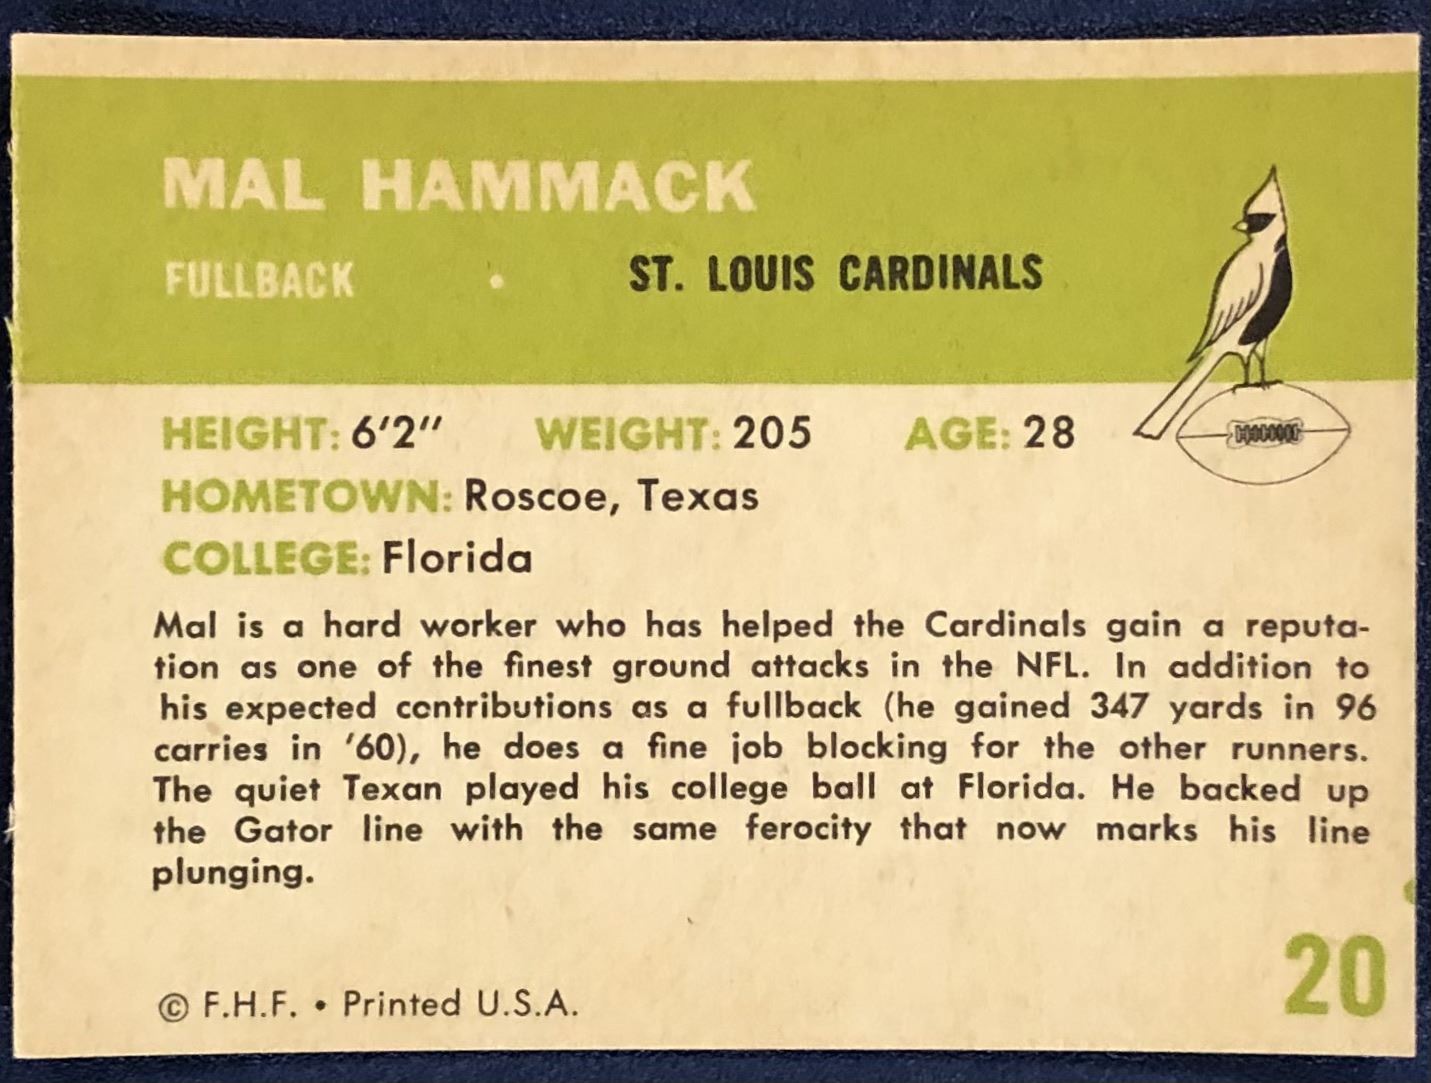 MAL HAMMACK
FULLBACK • ST. LOUIS CARDINALS
HEIGHT: 6'2" WEIGHT: 205 AGE: 28
HOMETOWN: Roscoe, Texas
COLLEGE: Florida
Mal is a hard worker who has helped the Cardinals gain a reputa-
tion as one of the finest ground attacks in the NFL. In addition to
his expected contributions as a fullback (he gained 347 yards in 96
carries in '60), he does a fine job blocking for the other runners.
The quiet Texan played his college ball at Florida. He backed up
the Gator line with the same ferocity that now marks his line
plunging.
20
© F.H.F. • Printed U.S.A.